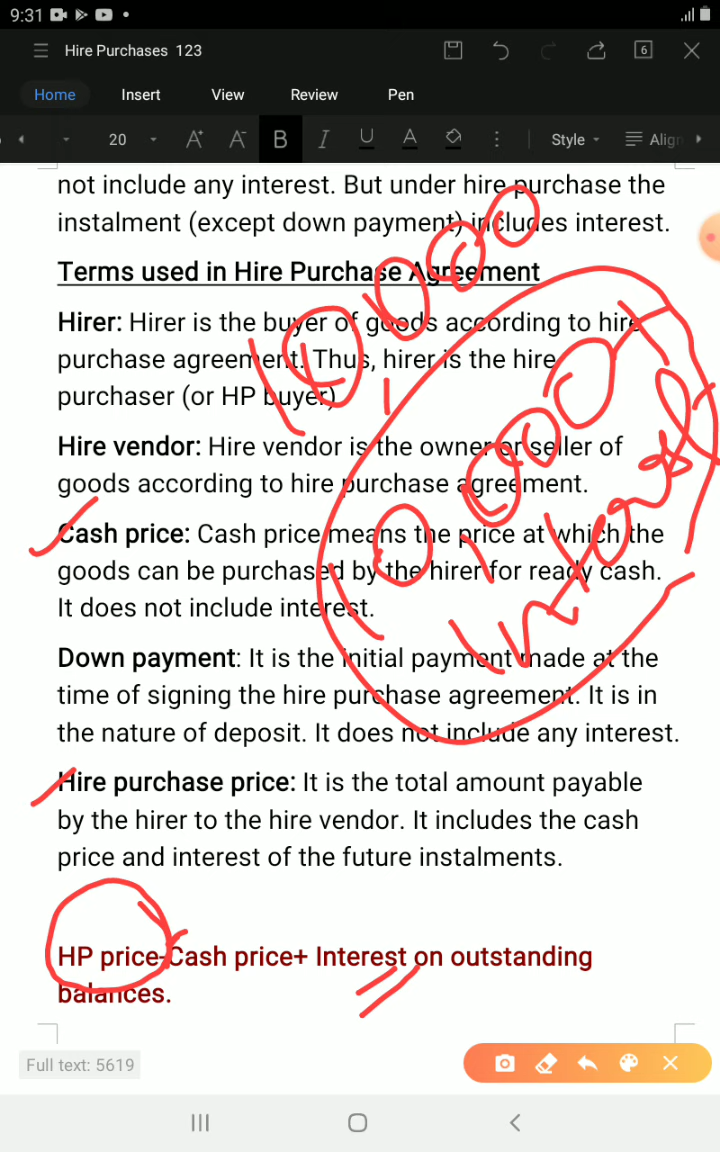 9:31
Hire Purchases 123
6
Home Insert View Review Pen
20 A+ A- B I U A Style Align
not include any interest. But under hire purchase the
instalment (except down payment) includes interest.
Terms used in Hire Purchase Agreement
Hirer: Hirer is the buyer of goods according to hire
purchase agreement. Thus, hirer is the hire
purchaser (or HP buyer)
Hire vendor: Hire vendor is the owner or seller of
goods according to hire purchase agreement.
Cash price: Cash price means the price at which the
goods can be purchased by the hirer for ready cash.
It does not include interest.
Down payment: It is the initial payment made at the
time of signing the hire purchase agreement. It is in
the nature of deposit. It does not include any interest.
Hire purchase price: It is the total amount payable
by the hirer to the hire vendor. It includes the cash
price and interest of the future instalments.
HP price-Cash price+ Interest on outstanding
balances.
Full text: 5619